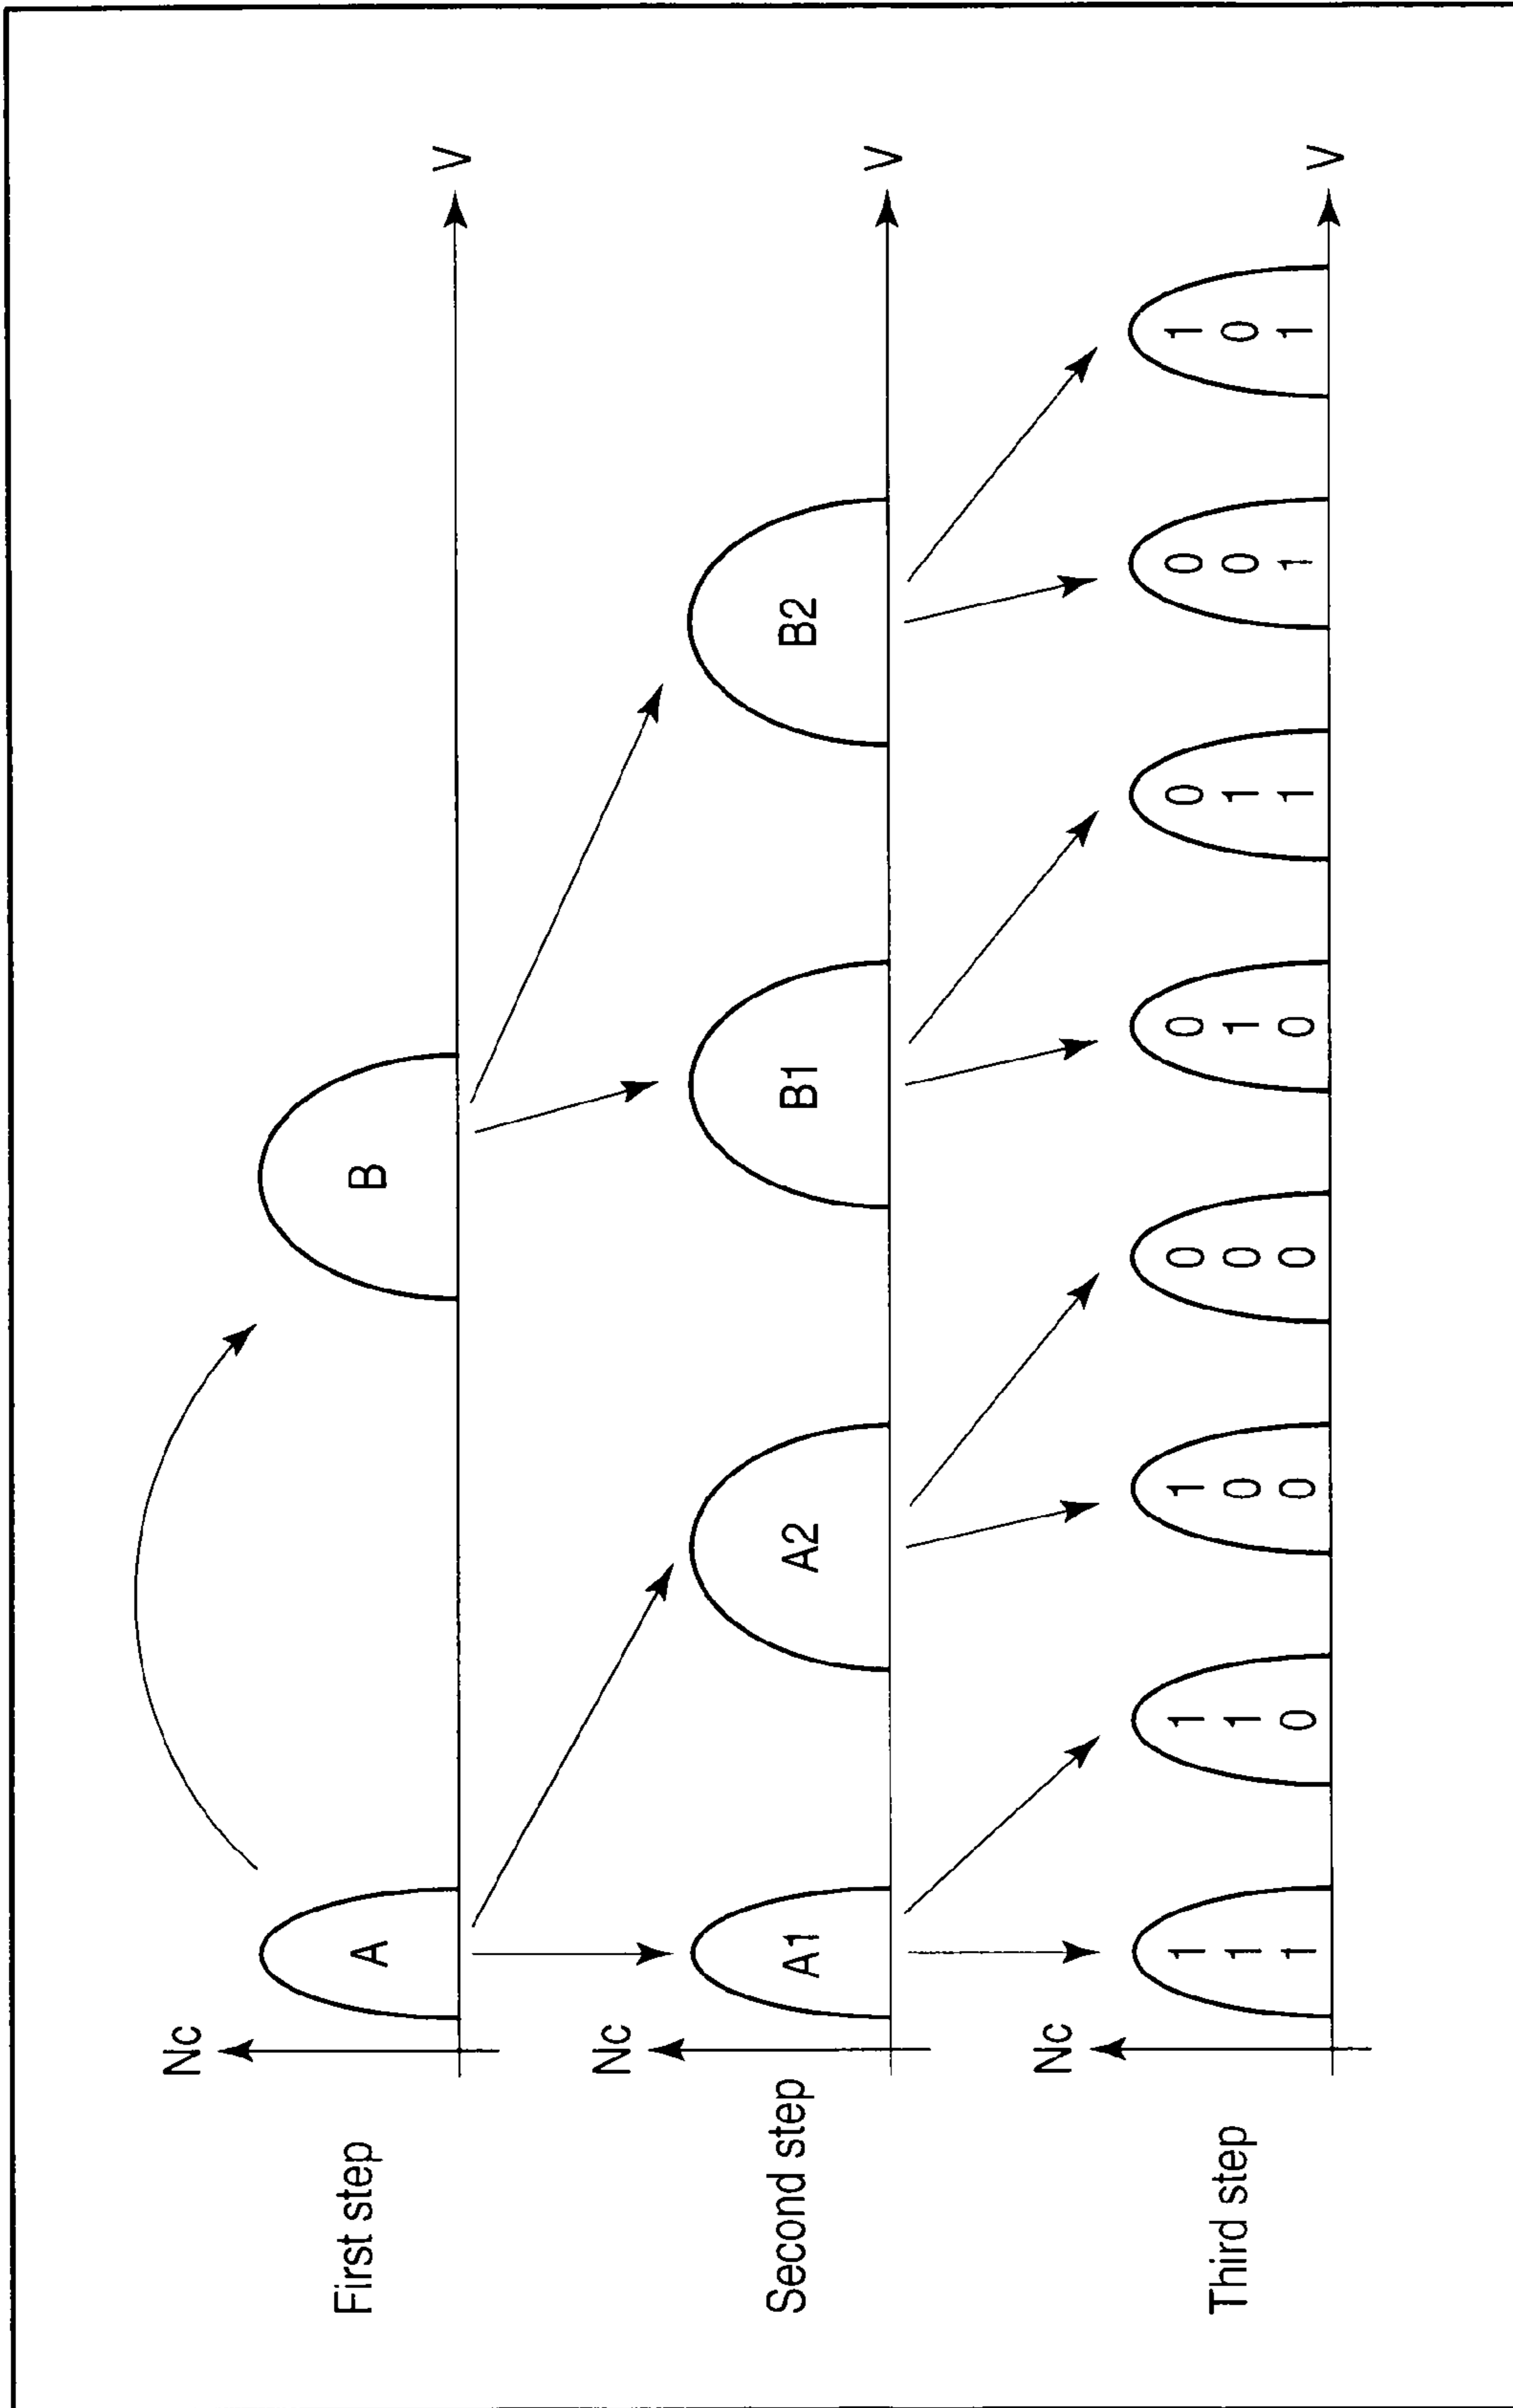 Nc
First step
A B
V
Nc
Second step
A1 A2 B1 B2
V
Nc
Third step
1 1 1 0 0 0 0 1
1 1 0 0 1 1 0 0
1 0 0 0 0 1 1 1
V